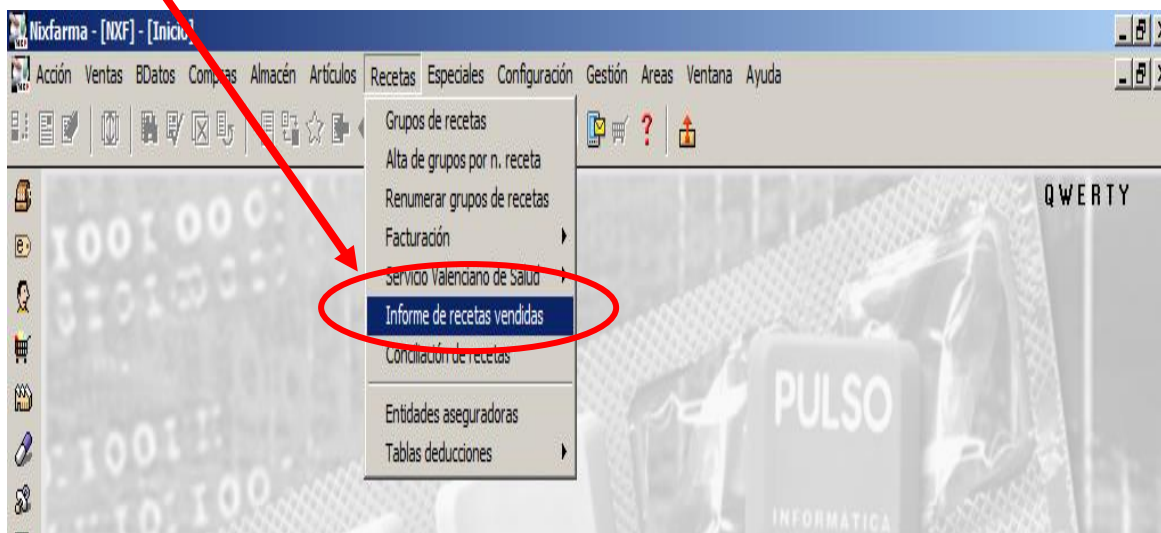 Nixfarma - [NXF] - [Inicio]
Acción Ventas BDatos Compras Almacén Artículos Recetas Especiales Configuración Gestión Areas Ventana Ayuda
Grupos de recetas
Alta de grupos por n. receta
Renumerar grupos de recetas
Facturación
Servicio Valenciano de Salud
Informe de recetas vendidas
Conciliación de recetas
Entidades aseguradoras
Tablas deducciones
QWERTY
PULSO
INFORMATICA